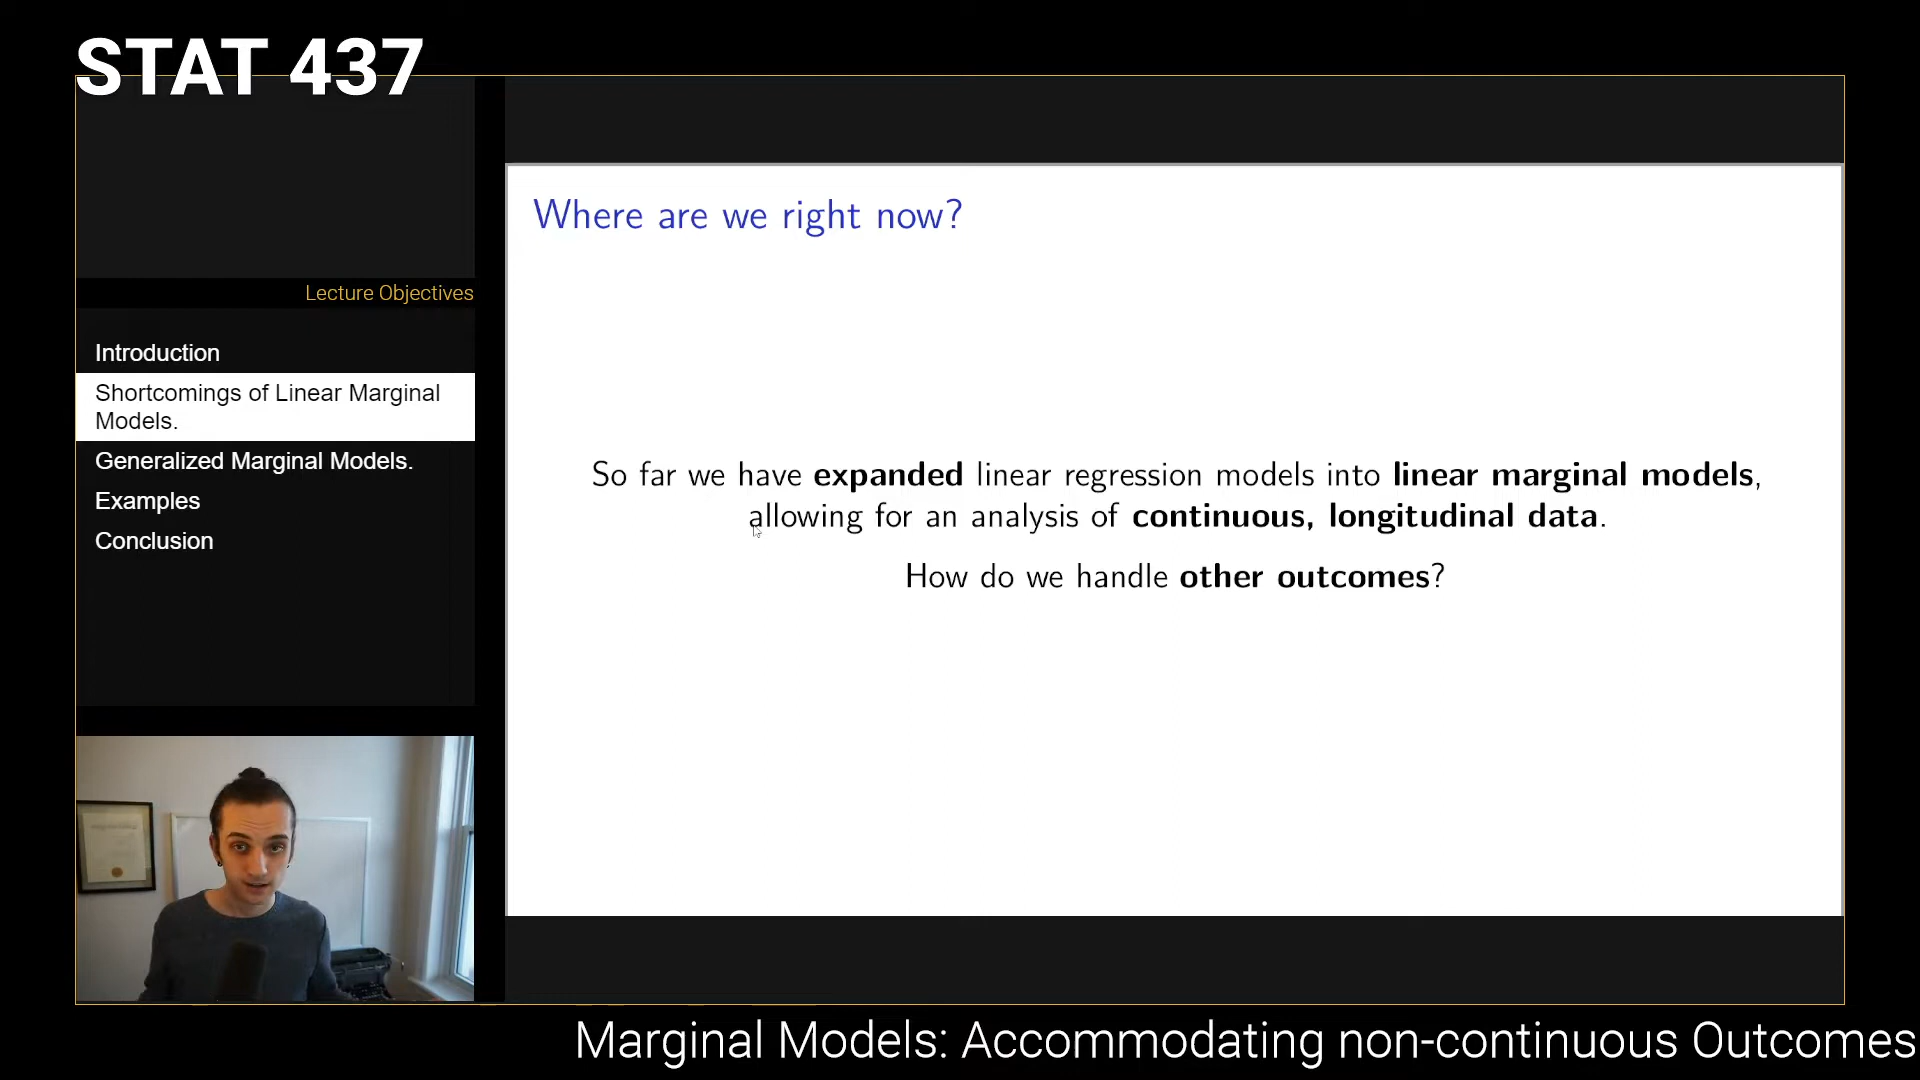 STAT 437
Lecture Objectives
Introduction
Shortcomings of Linear Marginal
Models.
Generalized Marginal Models.
Examples
Conclusion
Where are we right now?
So far we have expanded linear regression models into linear marginal models,
allowing for an analysis of continuous, longitudinal data.
How do we handle other outcomes?
Marginal Models: Accommodating non-continuous Outcomes